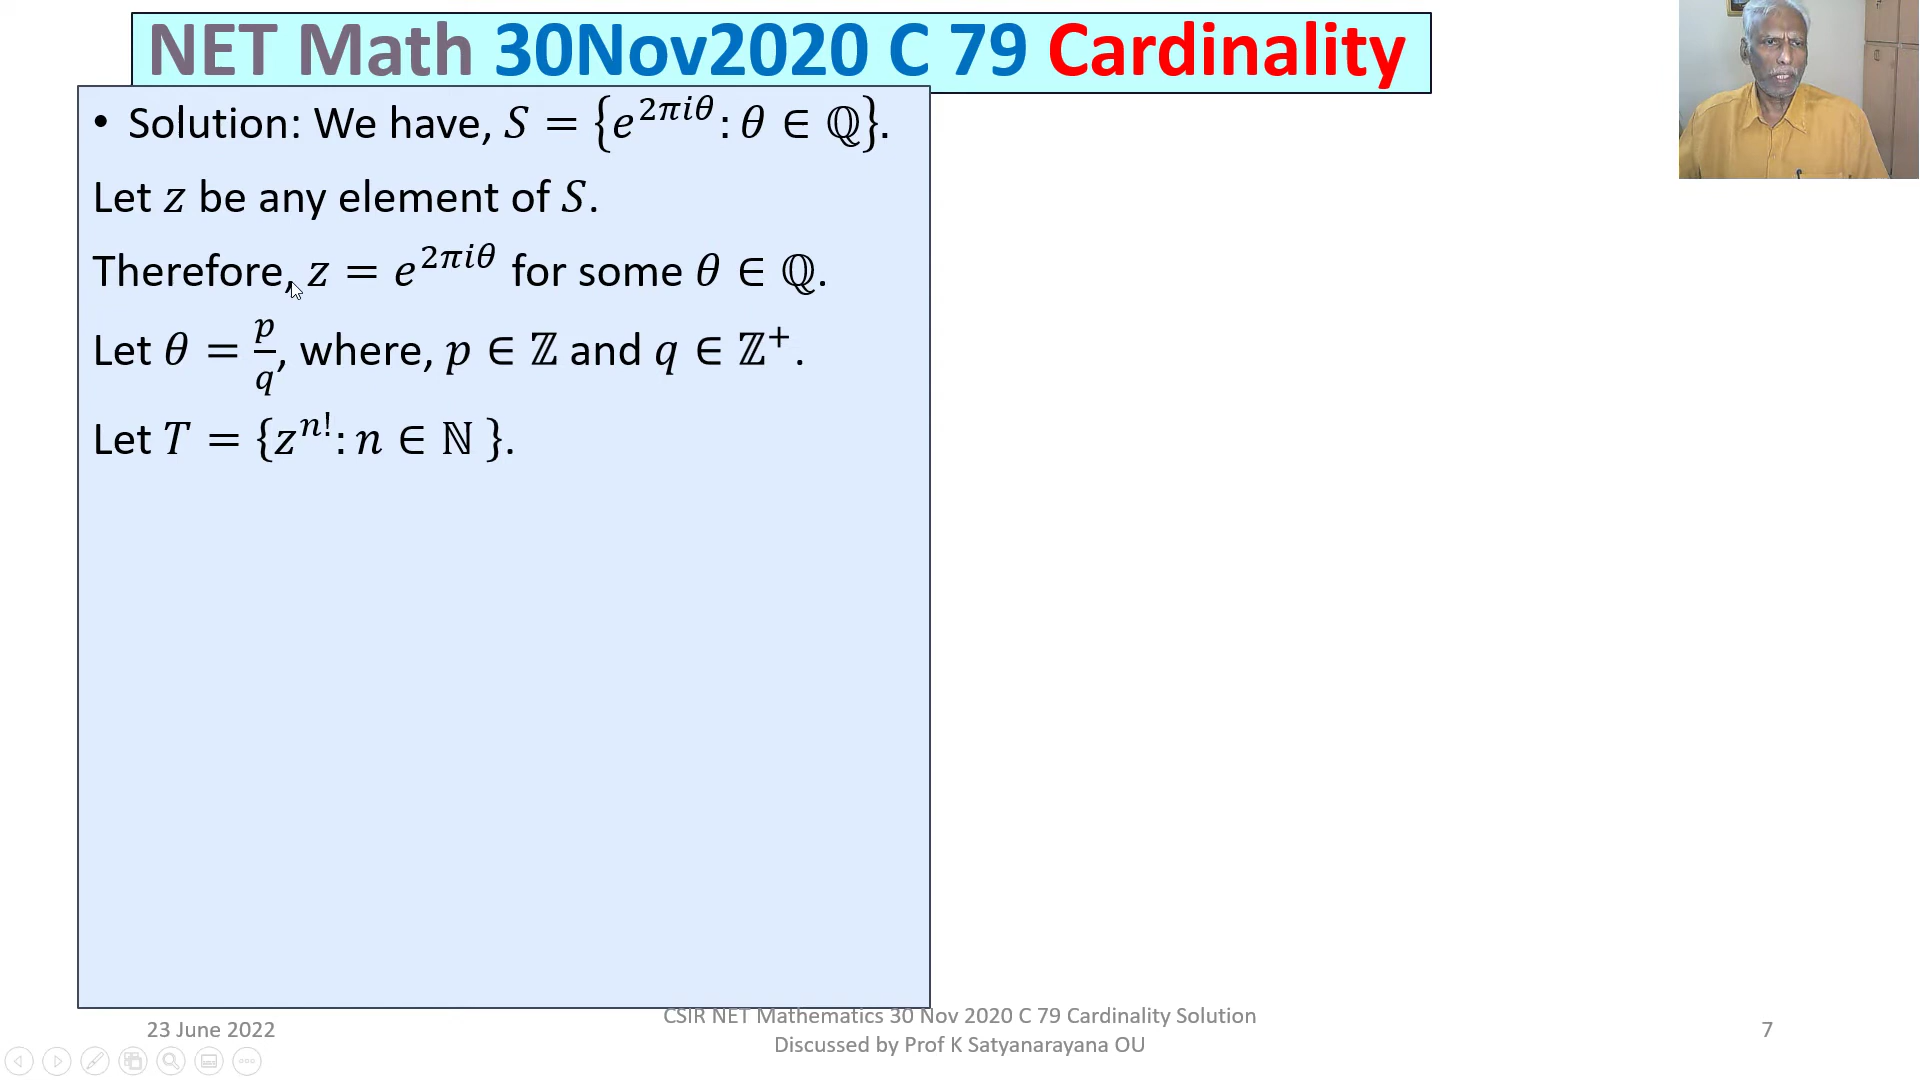 NET Math 30Nov2020 C 79 Cardinality
• Solution: We have, S = {e^{2πiθ} : θ ∈ ℚ}.
Let z be any element of S.
Therefore, z = e^{2πiθ} for some θ ∈ ℚ.
Let θ = p/q, where, p ∈ ℤ and q ∈ ℤ⁺.
Let T = {z^{n!} : n ∈ ℕ }.
23 June 2022
CSIR NET Mathematics 30 Nov 2020 C 79 Cardinality Solution
Discussed by Prof K Satyanarayana OU
7